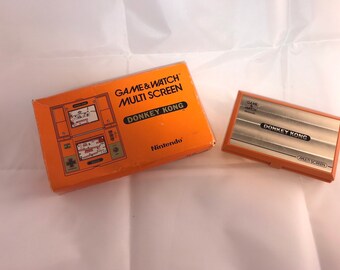 GAME&WATCH
MULTI SCREEN
DONKEY KONG
Nintendo
DONKEY KONG
MULTI SCREEN